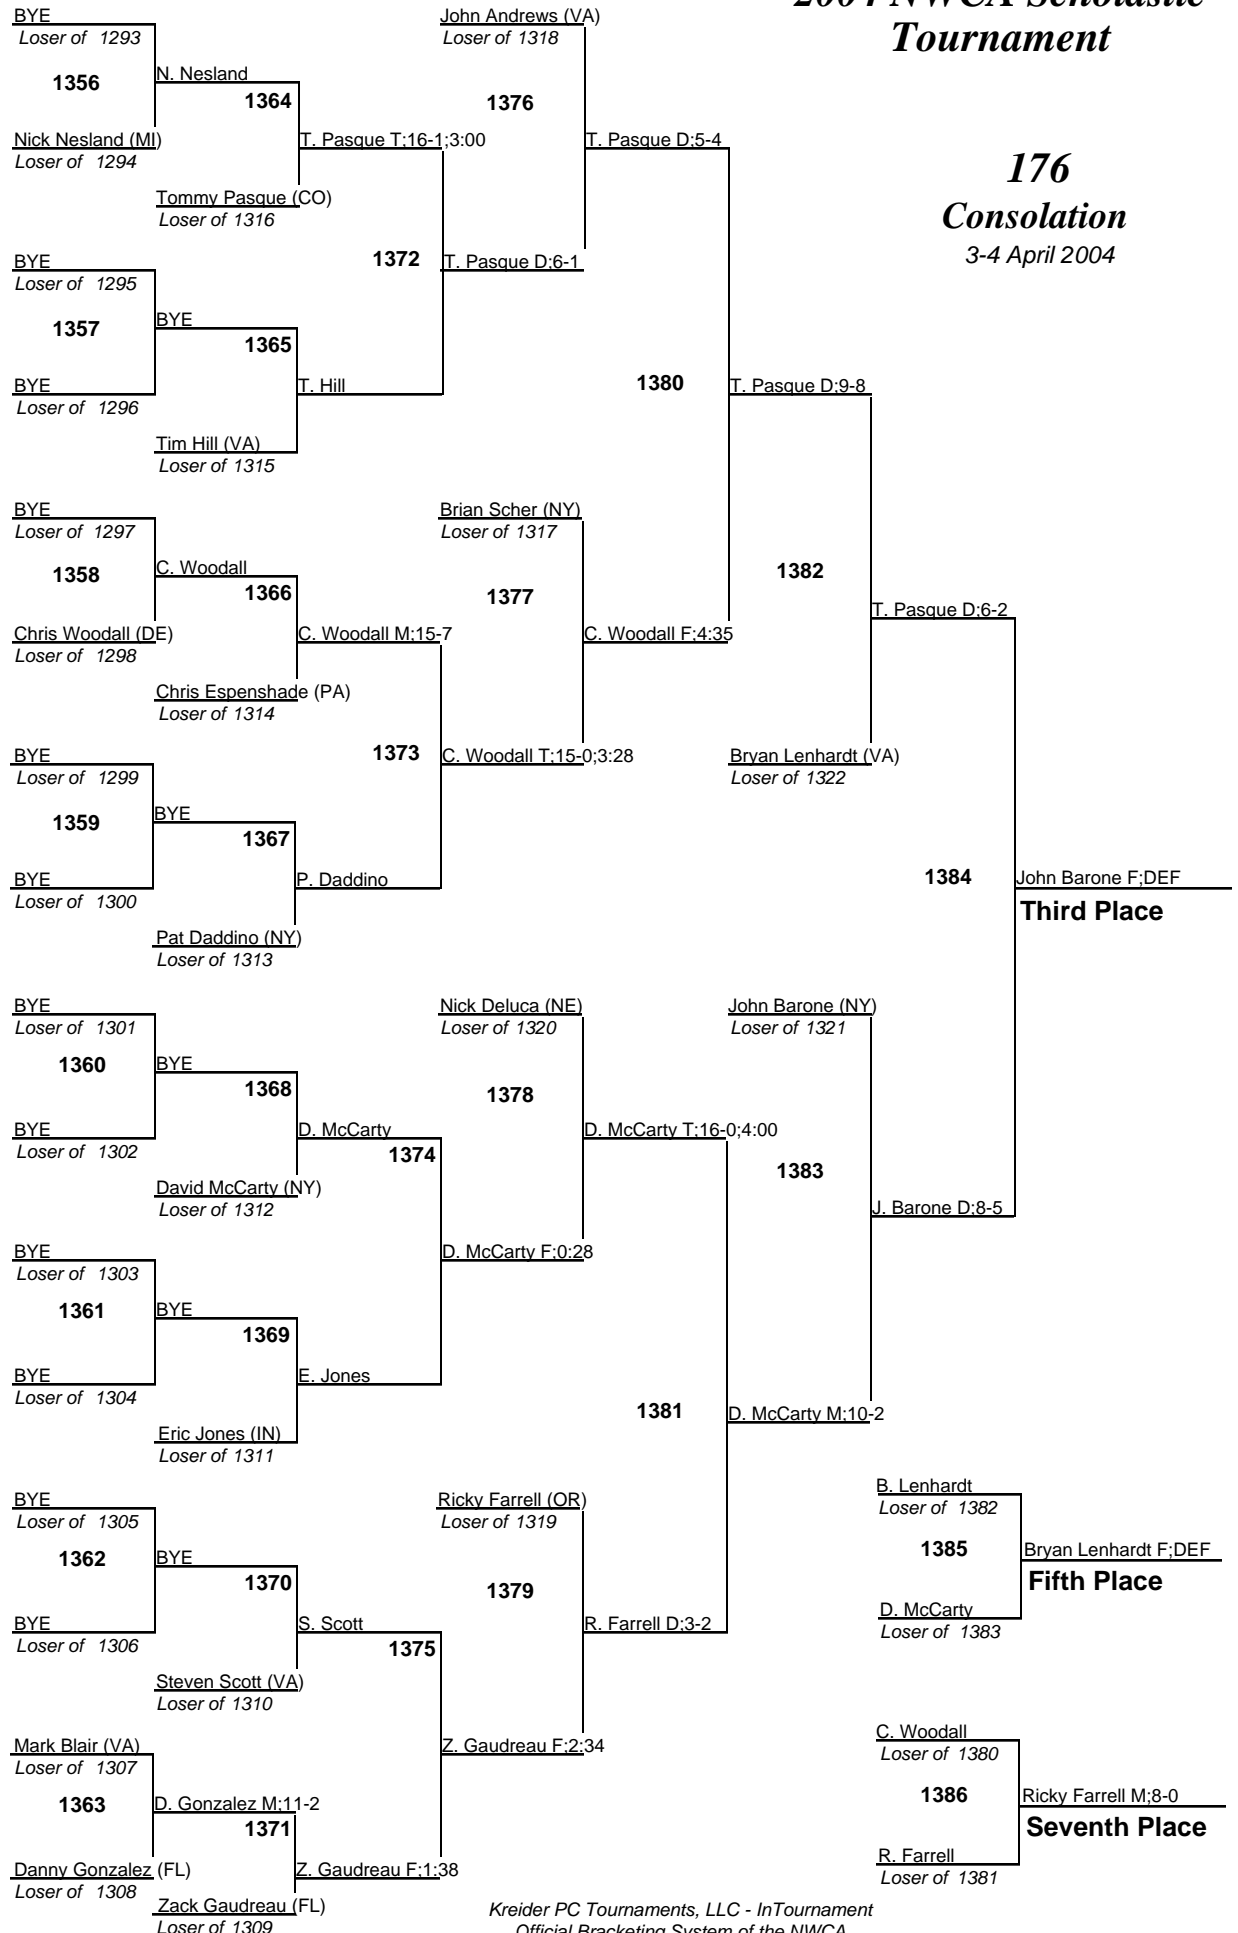 2004 NWCA Scholastic
Tournament
176
Consolation
3-4 April 2004
BYE
Loser of 1293
1356
Nick Nesland (MI)
Loser of 1294
BYE
Loser of 1295
1357
BYE
Loser of 1296
BYE
Loser of 1297
1358
Chris Woodall (DE)
Loser of 1298
BYE
Loser of 1299
1359
BYE
Loser of 1300
BYE
Loser of 1301
1360
BYE
Loser of 1302
BYE
Loser of 1303
1361
BYE
Loser of 1304
BYE
Loser of 1305
1362
BYE
Loser of 1306
Mark Blair (VA)
Loser of 1307
1363
Danny Gonzalez (FL)
Loser of 1308
N. Nesland
1364
Tommy Pasque (CO)
Loser of 1316
BYE
1365
Tim Hill (VA)
Loser of 1315
C. Woodall
1366
Chris Espenshade (PA)
Loser of 1314
BYE
1367
Pat Daddino (NY)
Loser of 1313
BYE
1368
David McCarty (NY)
Loser of 1312
BYE
1369
Eric Jones (IN)
Loser of 1311
BYE
1370
Steven Scott (VA)
Loser of 1310
D. Gonzalez M;11-2
1371
Zack Gaudreau (FL)
Loser of 1309
T. Pasque T;16-1;3:00
1372
T. Hill
C. Woodall M;15-7
1373
P. Daddino
D. McCarty
1374
E. Jones
S. Scott
1375
Z. Gaudreau F;1:38
John Andrews (VA)
Loser of 1318
1376
T. Pasque D;6-1
Brian Scher (NY)
Loser of 1317
1377
C. Woodall T;15-0;3:28
Nick Deluca (NE)
Loser of 1320
1378
D. McCarty F;0:28
Ricky Farrell (OR)
Loser of 1319
1379
Z. Gaudreau F;2:34
T. Pasque D;5-4
1380
C. Woodall F;4:35
D. McCarty T;16-0;4:00
1381
R. Farrell D;3-2
T. Pasque D;9-8
1382
Bryan Lenhardt (VA)
Loser of 1322
John Barone (NY)
Loser of 1321
1383
D. McCarty M;10-2
T. Pasque D;6-2
1384
J. Barone D;8-5
John Barone F;DEF
Third Place
B. Lenhardt
Loser of 1382
1385
D. McCarty
Loser of 1383
Bryan Lenhardt F;DEF
Fifth Place
C. Woodall
Loser of 1380
1386
R. Farrell
Loser of 1381
Ricky Farrell M;8-0
Seventh Place
Kreider PC Tournaments, LLC - InTournament
Official Bracketing System of the NWCA